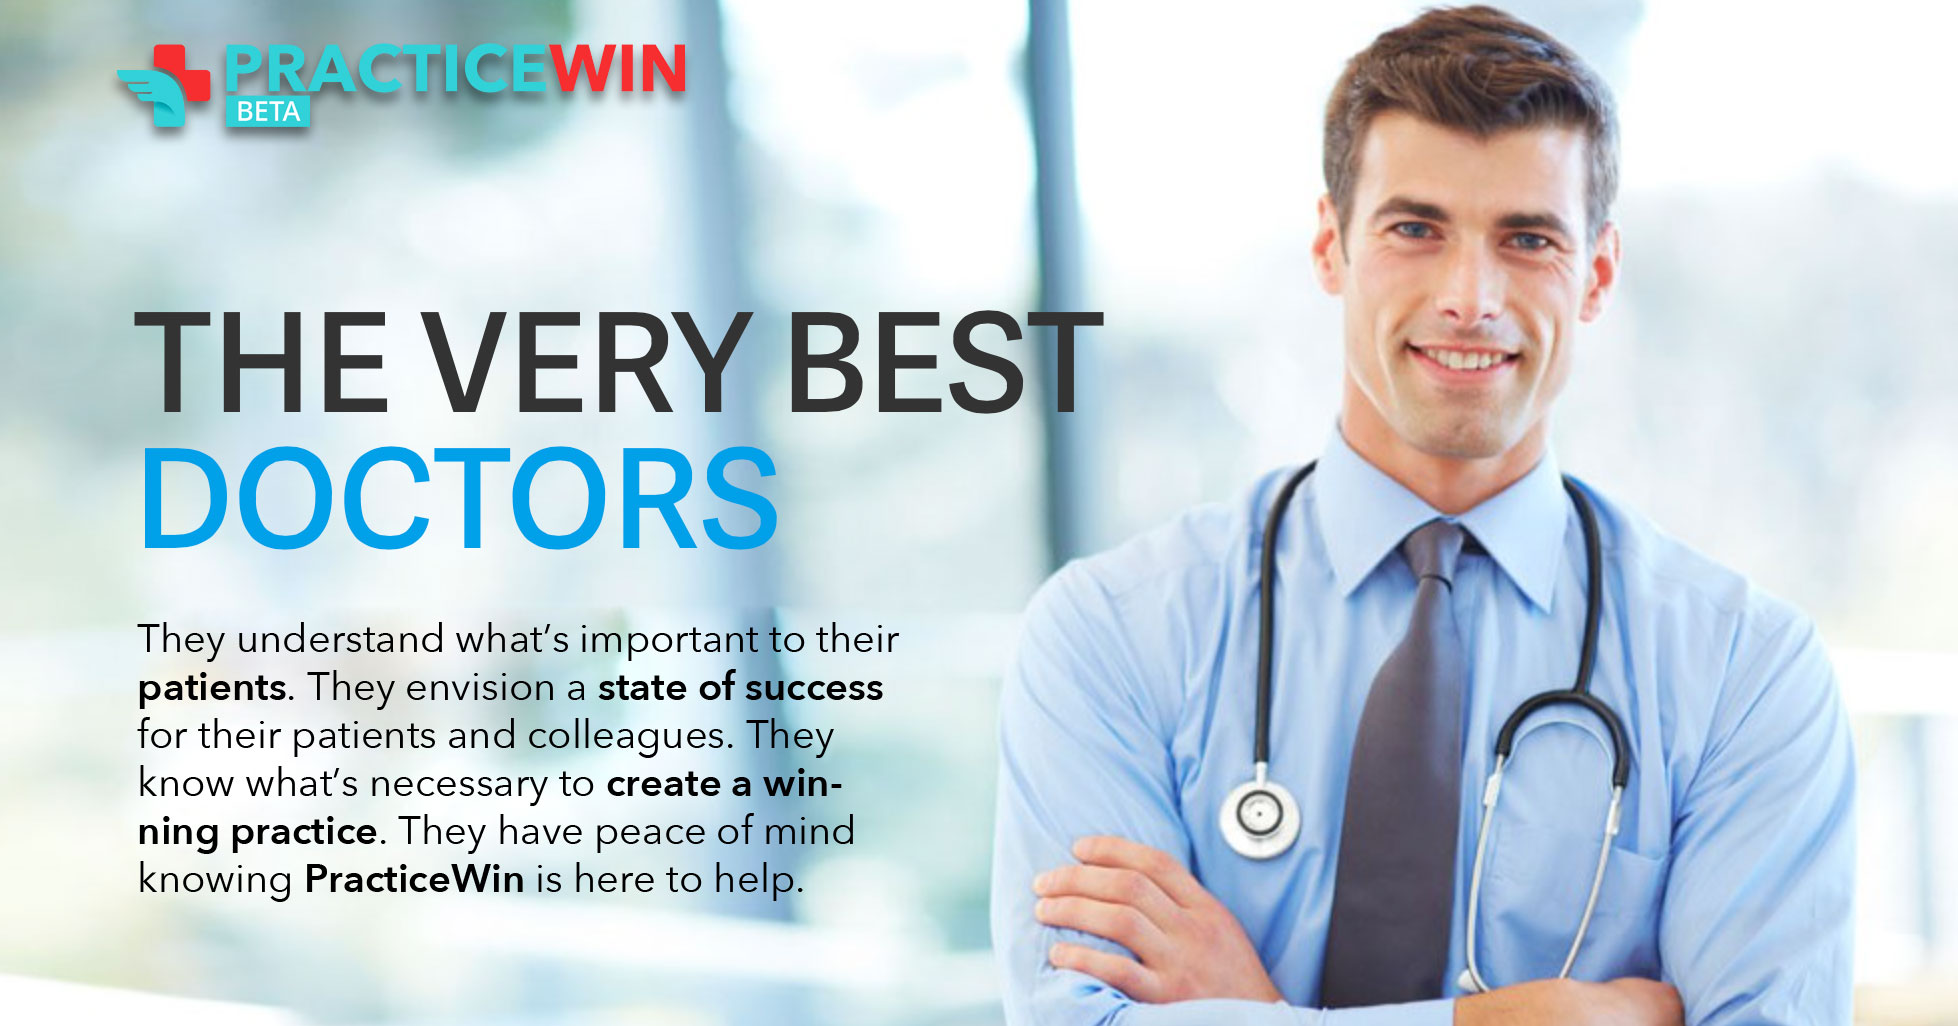 PRACTICEWIN
BETA
THE VERY BEST
DOCTORS
They understand what’s important to their
patients. They envision a state of success
for their patients and colleagues. They
know what’s necessary to create a win-
ning practice. They have peace of mind
knowing PracticeWin is here to help.